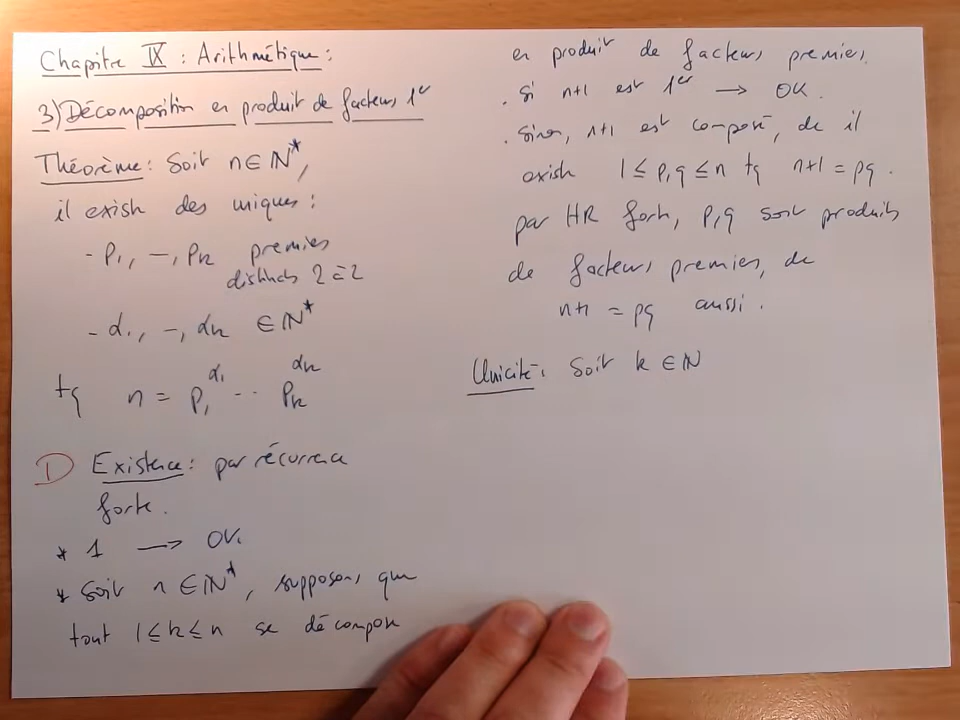 Chapitre IX : Arithmétique :
3) Décomposition en produit de facteurs 1er
Théorème : Soit n ∈ ℕ*,
il existe des uniques :
- p₁, –, pₖ premiers
distincts 2 à 2
- α₁, –, αₖ ∈ ℕ*
tq n = p₁^α₁ ·· pₖ^αₖ
D Existence : par récurrence
forte.
* 1 → OK.
* Soit n ∈ ℕ*, supposons que
tout 1 ≤ k ≤ n se décompose
en produit de facteurs premiers.
. Si n+1 est 1er → OK.
. Sinon, n+1 est composé, dc il
existe 1 ≤ p,q ≤ n tq n+1 = pq.
par HR forte, p,q sont produits
de facteurs premiers, dc
n+1 = pq aussi.
Unicité : Soit k ∈ ℕ